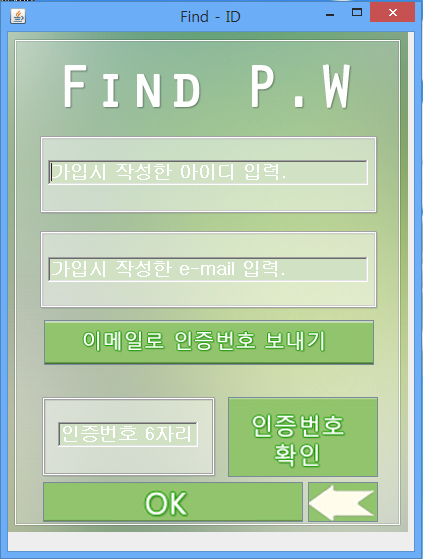 Find - ID
FIND P.W
가입시 작성한 아이디 입력.
가입시 작성한 e-mail 입력.
이메일로 인증번호 보내기
인증번호 6자리
인증번호
확인
OK